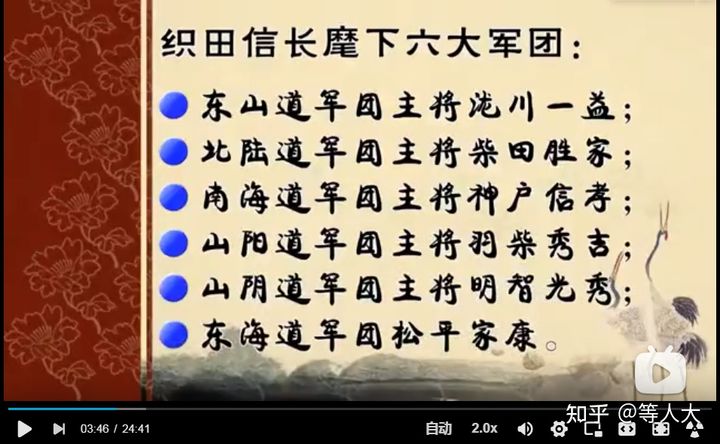 织田信长麾下六大军团：
东山道军团主将泷川一益；
北陆道军团主将柴田胜家；
南海道军团主将神户信孝；
山阳道军团主将羽柴秀吉；
山阴道军团主将明智光秀；
东海道军团松平家康。
知乎 @等人大
03:46 / 24:41
自动
2.0x